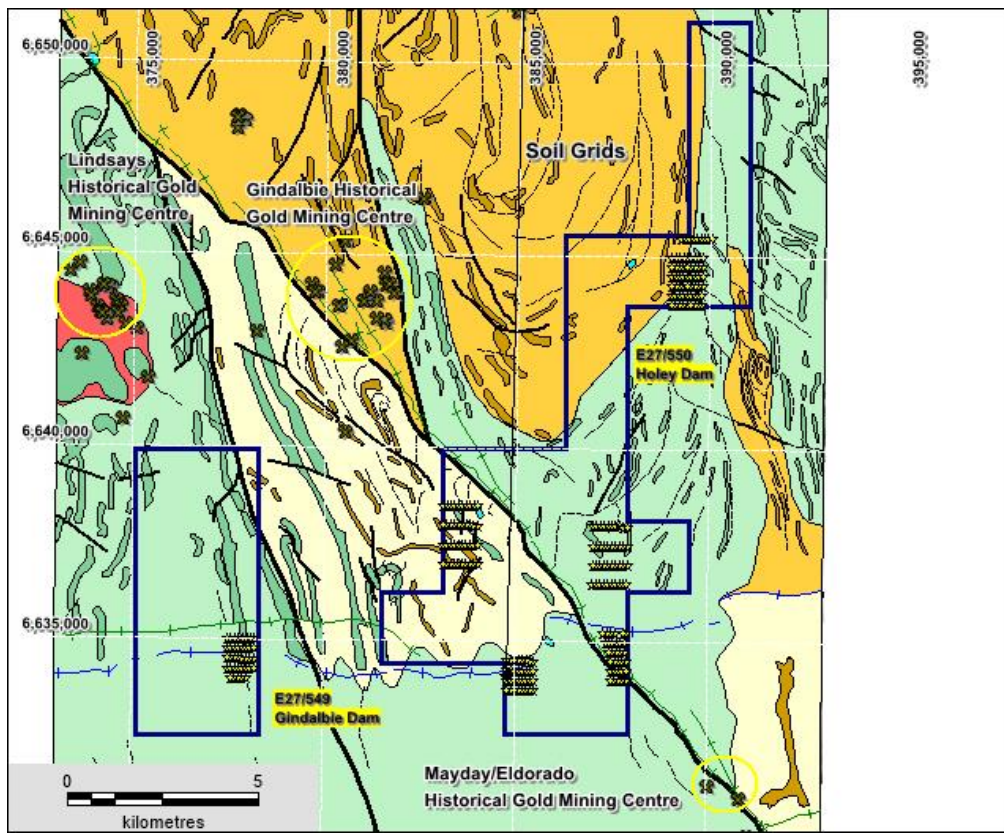 6,650,000
375,000
380,000
385,000
390,000
395,000
Soil Grids
Lindsays
Historical Gold
Mining Centre
Gindalbie Historical
Gold Mining Centre
6,645,000
E27/550
Holey Dam
6,640,000
6,635,000
E27/549
Gindalbie Dam
Mayday/Eldorado
Historical Gold Mining Centre
0 5
kilometres